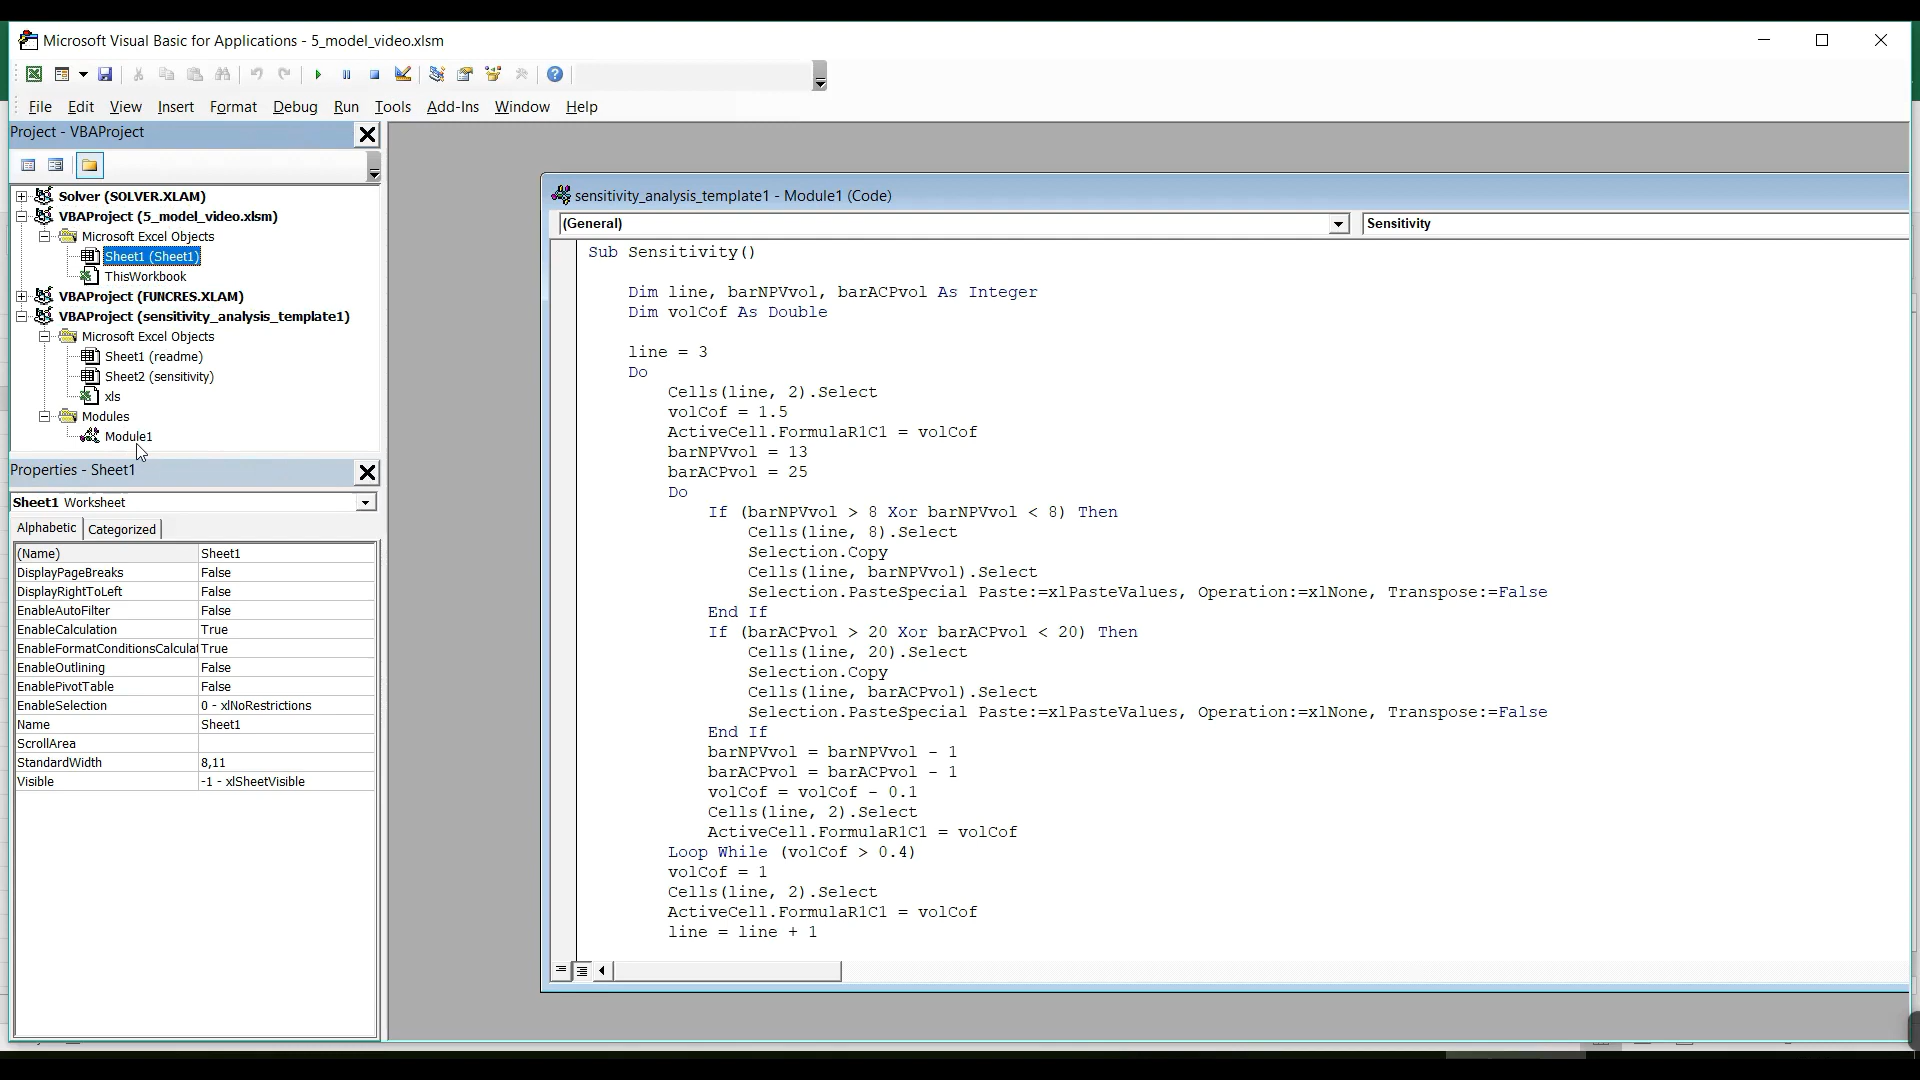 Microsoft Visual Basic for Applications - 5_model_video.xlsm
File Edit View Insert Format Debug Run Tools Add-Ins Window Help
Project - VBAProject
Solver (SOLVER.XLAM)
VBAProject (5_model_video.xlsm)
Microsoft Excel Objects
Sheet1 (Sheet1)
ThisWorkbook
VBAProject (FUNCRES.XLAM)
VBAProject (sensitivity_analysis_template1)
Microsoft Excel Objects
Sheet1 (readme)
Sheet2 (sensitivity)
xls
Modules
Module1
Properties - Sheet1
Sheet1 Worksheet
Alphabetic Categorized
(Name) Sheet1
DisplayPageBreaks False
DisplayRightToLeft False
EnableAutoFilter False
EnableCalculation True
EnableFormatConditionsCalculat True
EnableOutlining False
EnablePivotTable False
EnableSelection 0 - xlNoRestrictions
Name Sheet1
ScrollArea
StandardWidth 8,11
Visible -1 - xlSheetVisible
sensitivity_analysis_template1 - Module1 (Code)
(General) Sensitivity
Sub Sensitivity()
Dim line, barNPVvol, barACPvol As Integer
Dim volCof As Double
line = 3
Do
Cells(line, 2).Select
volCof = 1.5
ActiveCell.FormulaR1C1 = volCof
barNPVvol = 13
barACPvol = 25
Do
If (barNPVvol > 8 Xor barNPVvol < 8) Then
Cells(line, 8).Select
Selection.Copy
Cells(line, barNPVvol).Select
Selection.PasteSpecial Paste:=xlPasteValues, Operation:=xlNone, Transpose:=False
End If
If (barACPvol > 20 Xor barACPvol < 20) Then
Cells(line, 20).Select
Selection.Copy
Cells(line, barACPvol).Select
Selection.PasteSpecial Paste:=xlPasteValues, Operation:=xlNone, Transpose:=False
End If
barNPVvol = barNPVvol - 1
barACPvol = barACPvol - 1
volCof = volCof - 0.1
Cells(line, 2).Select
ActiveCell.FormulaR1C1 = volCof
Loop While (volCof > 0.4)
volCof = 1
Cells(line, 2).Select
ActiveCell.FormulaR1C1 = volCof
line = line + 1